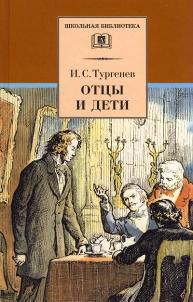 ШКОЛЬНАЯ БИБЛИОТЕКА
И. С. Тургенев
ОТЦЫ
И ДЕТИ